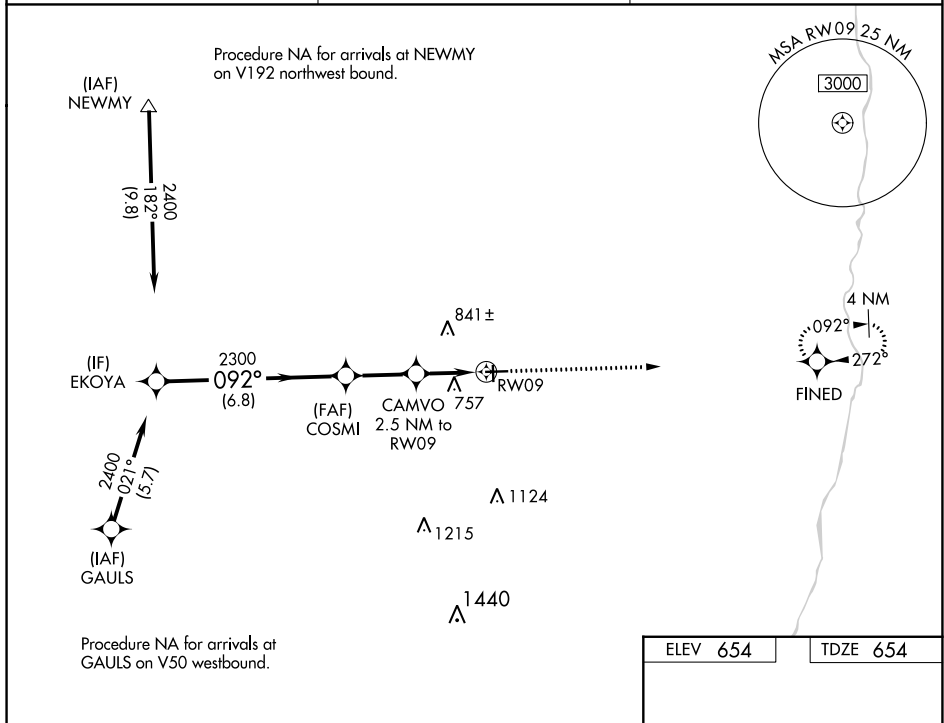 Procedure NA for arrivals at NEWMY
on V192 northwest bound.
MSA RW09 25 NM
3000
(IAF)
NEWMY
2400
182°
(9.8)
841±
4 NM
092°
272°
FINED
(IF)
EKOYA
2300
092°
(6.8)
(FAF)
COSMI
CAMVO
2.5 NM to
RW09
757
RW09
2400
021°
(5.7)
(IAF)
GAULS
1124
1215
1440
Procedure NA for arrivals at
GAULS on V50 westbound.
ELEV 654
TDZE 654